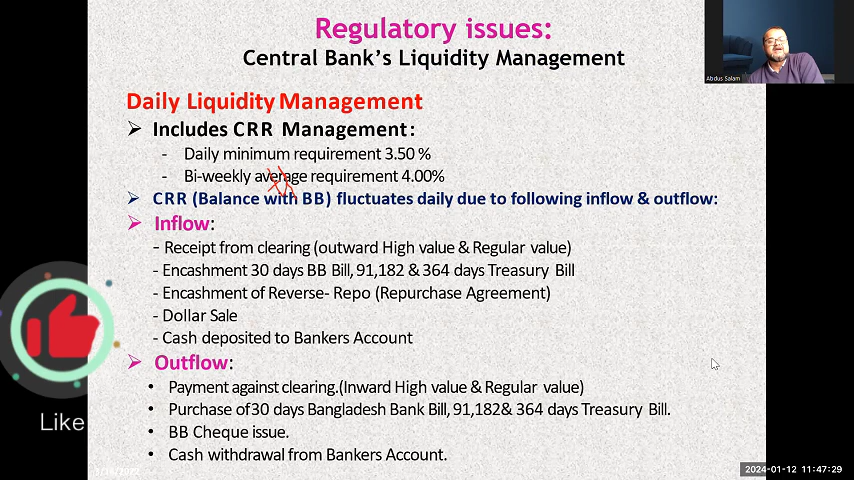 Regulatory issues:
Central Bank's Liquidity Management
Abdus Salam
Daily Liquidity Management
Includes CRR Management:
- Daily minimum requirement 3.50 %
- Bi-weekly average requirement 4.00%
CRR (Balance with BB) fluctuates daily due to following inflow & outflow:
Inflow:
- Receipt from clearing (outward High value & Regular value)
- Encashment 30 days BB Bill, 91,182 & 364 days Treasury Bill
- Encashment of Reverse- Repo (Repurchase Agreement)
- Dollar Sale
- Cash deposited to Bankers Account
Outflow:
• Payment against clearing.(Inward High value & Regular value)
• Purchase of30 days Bangladesh Bank Bill, 91,182& 364 days Treasury Bill.
• BB Cheque issue.
• Cash withdrawal from Bankers Account.
Like
2024-01-12 11:47:29